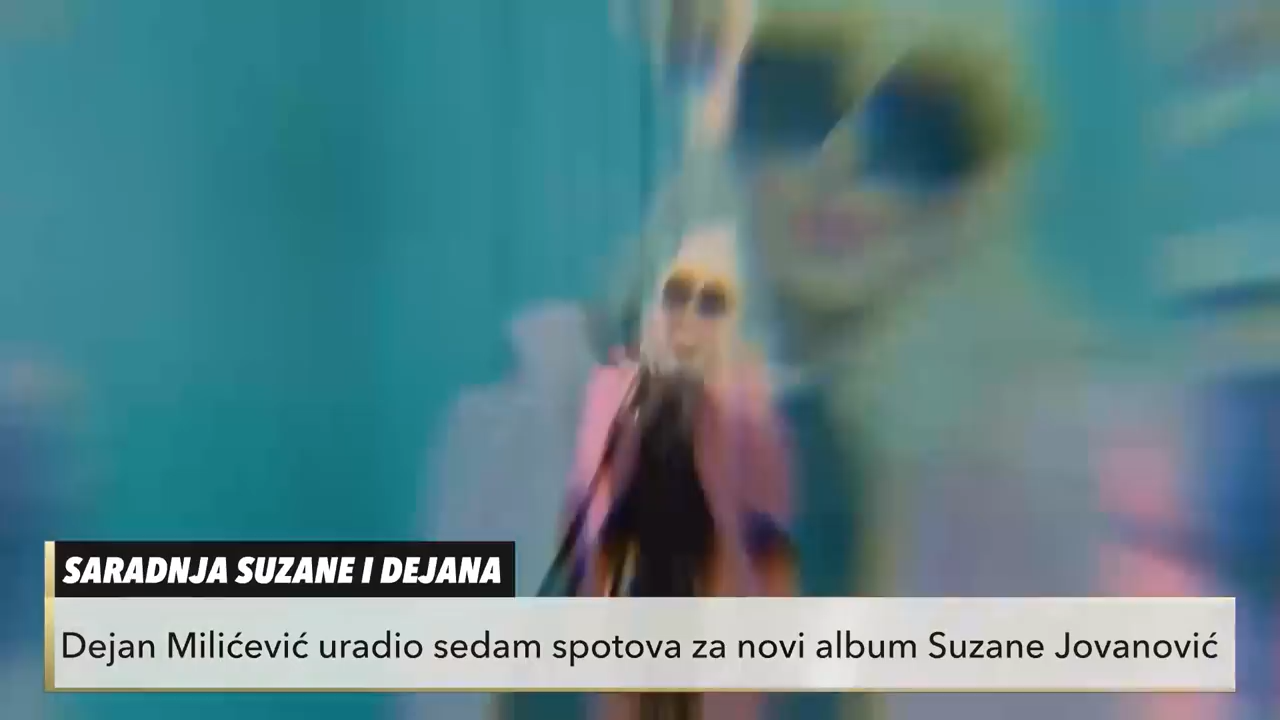 SARADNJA SUZANE I DEJANA
Dejan Milićević uradio sedam spotova za novi album Suzane Jovanović